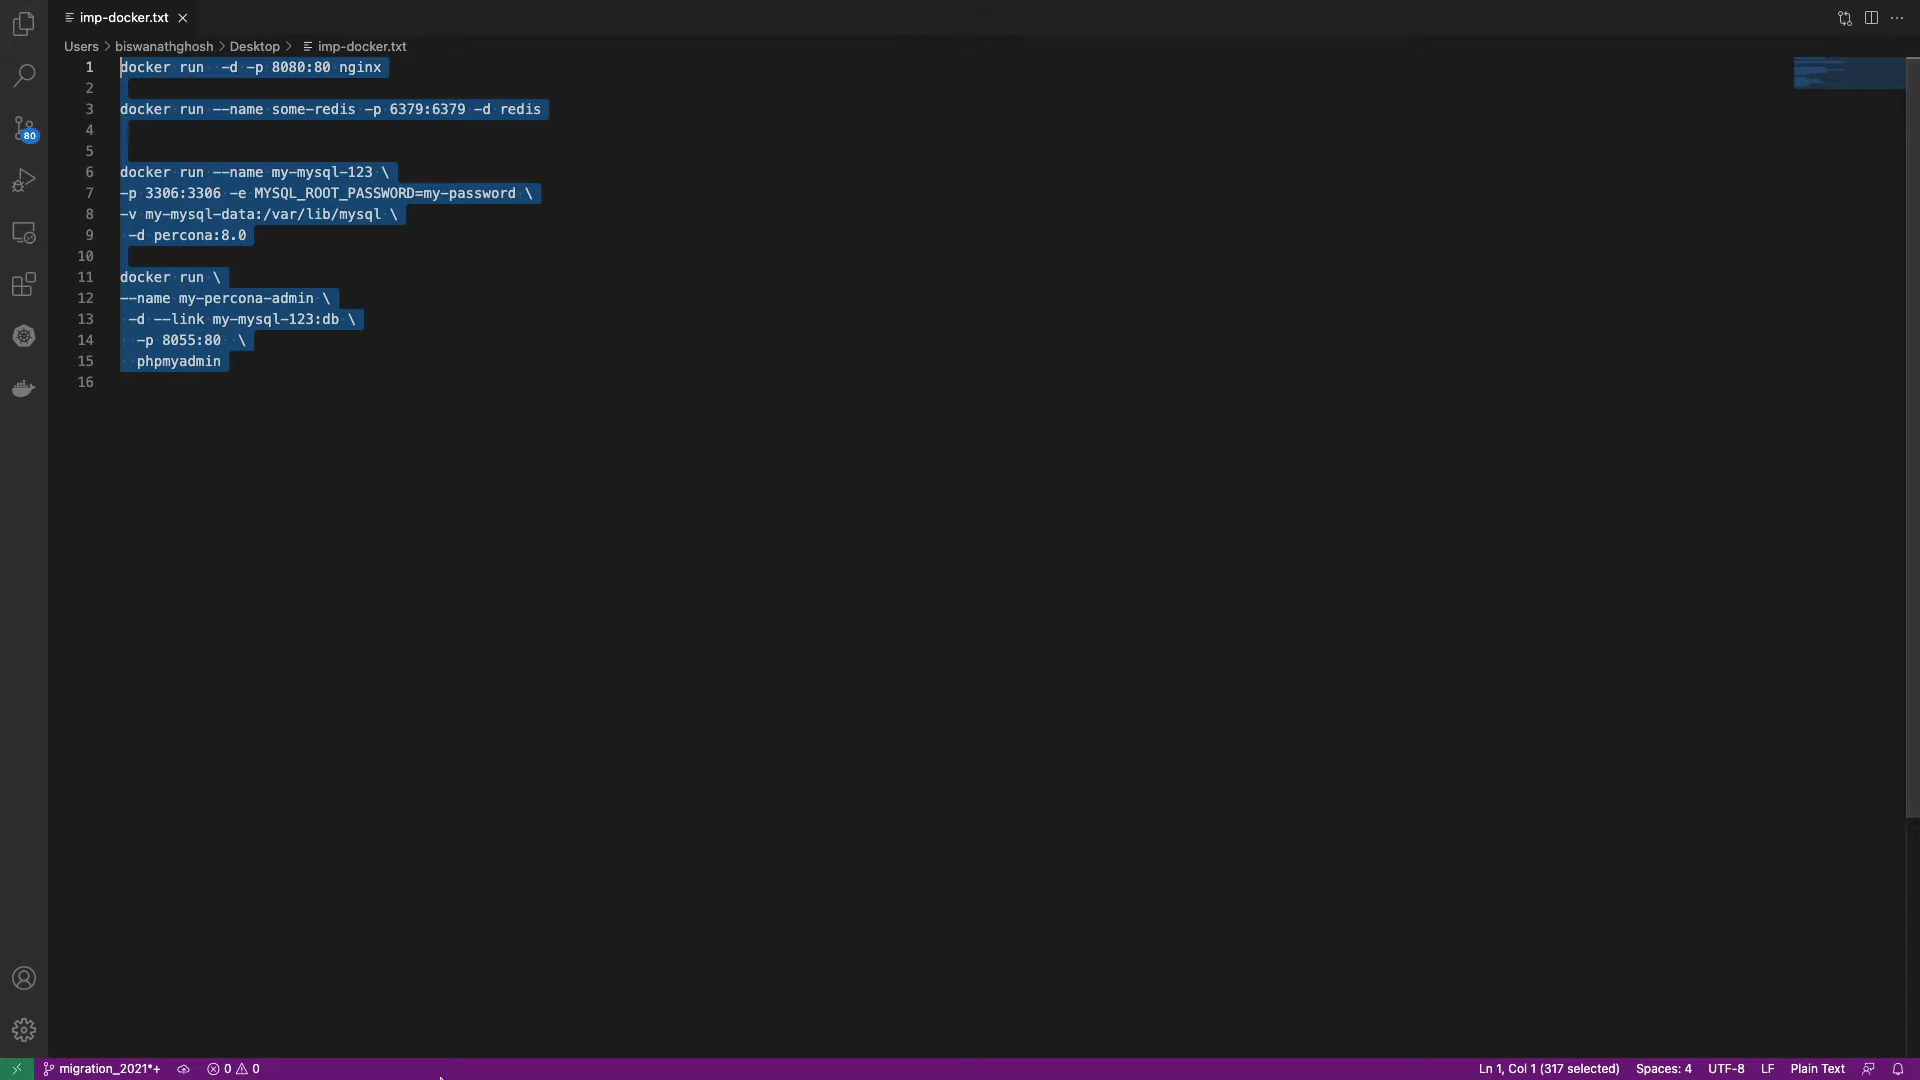 imp-docker.txt
Users > biswanathghosh > Desktop > imp-docker.txt
1 docker run  -d -p 8080:80 nginx
2
3 docker run --name some-redis -p 6379:6379 -d redis
4
5
6 docker run --name my-mysql-123 \
7 -p 3306:3306 -e MYSQL_ROOT_PASSWORD=my-password \
8 -v my-mysql-data:/var/lib/mysql \
9  -d percona:8.0
10
11 docker run \
12 --name my-percona-admin \
13  -d --link my-mysql-123:db \
14   -p 8055:80  \
15   phpmyadmin
16
80
migration_2021*+ 0 0 Ln 1, Col 1 (317 selected) Spaces: 4 UTF-8 LF Plain Text